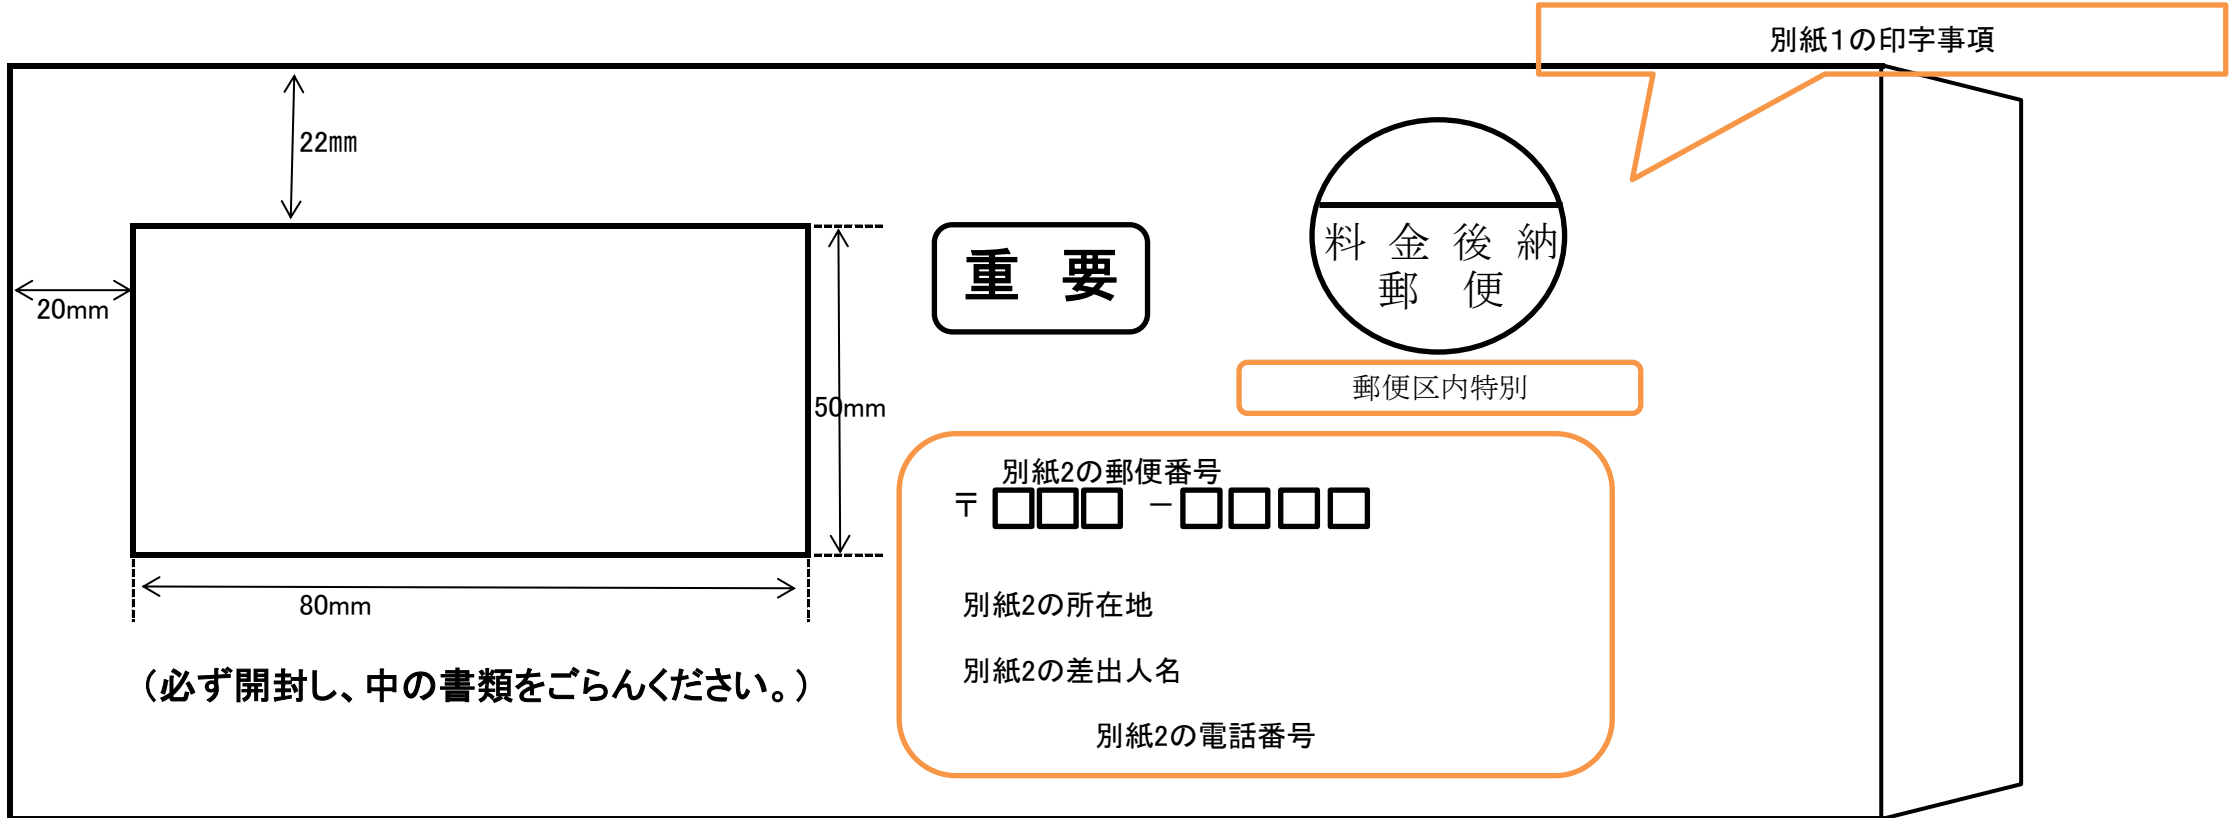 別紙１の印字事項
22mm
20mm
重 要
料 金 後 納
郵 便
郵便区内特別
50mm
別紙2の郵便番号
〒□□□－□□□□
80mm
別紙2の所在地
別紙2の差出人名
別紙2の電話番号
（必ず開封し、中の書類をごらんください。）